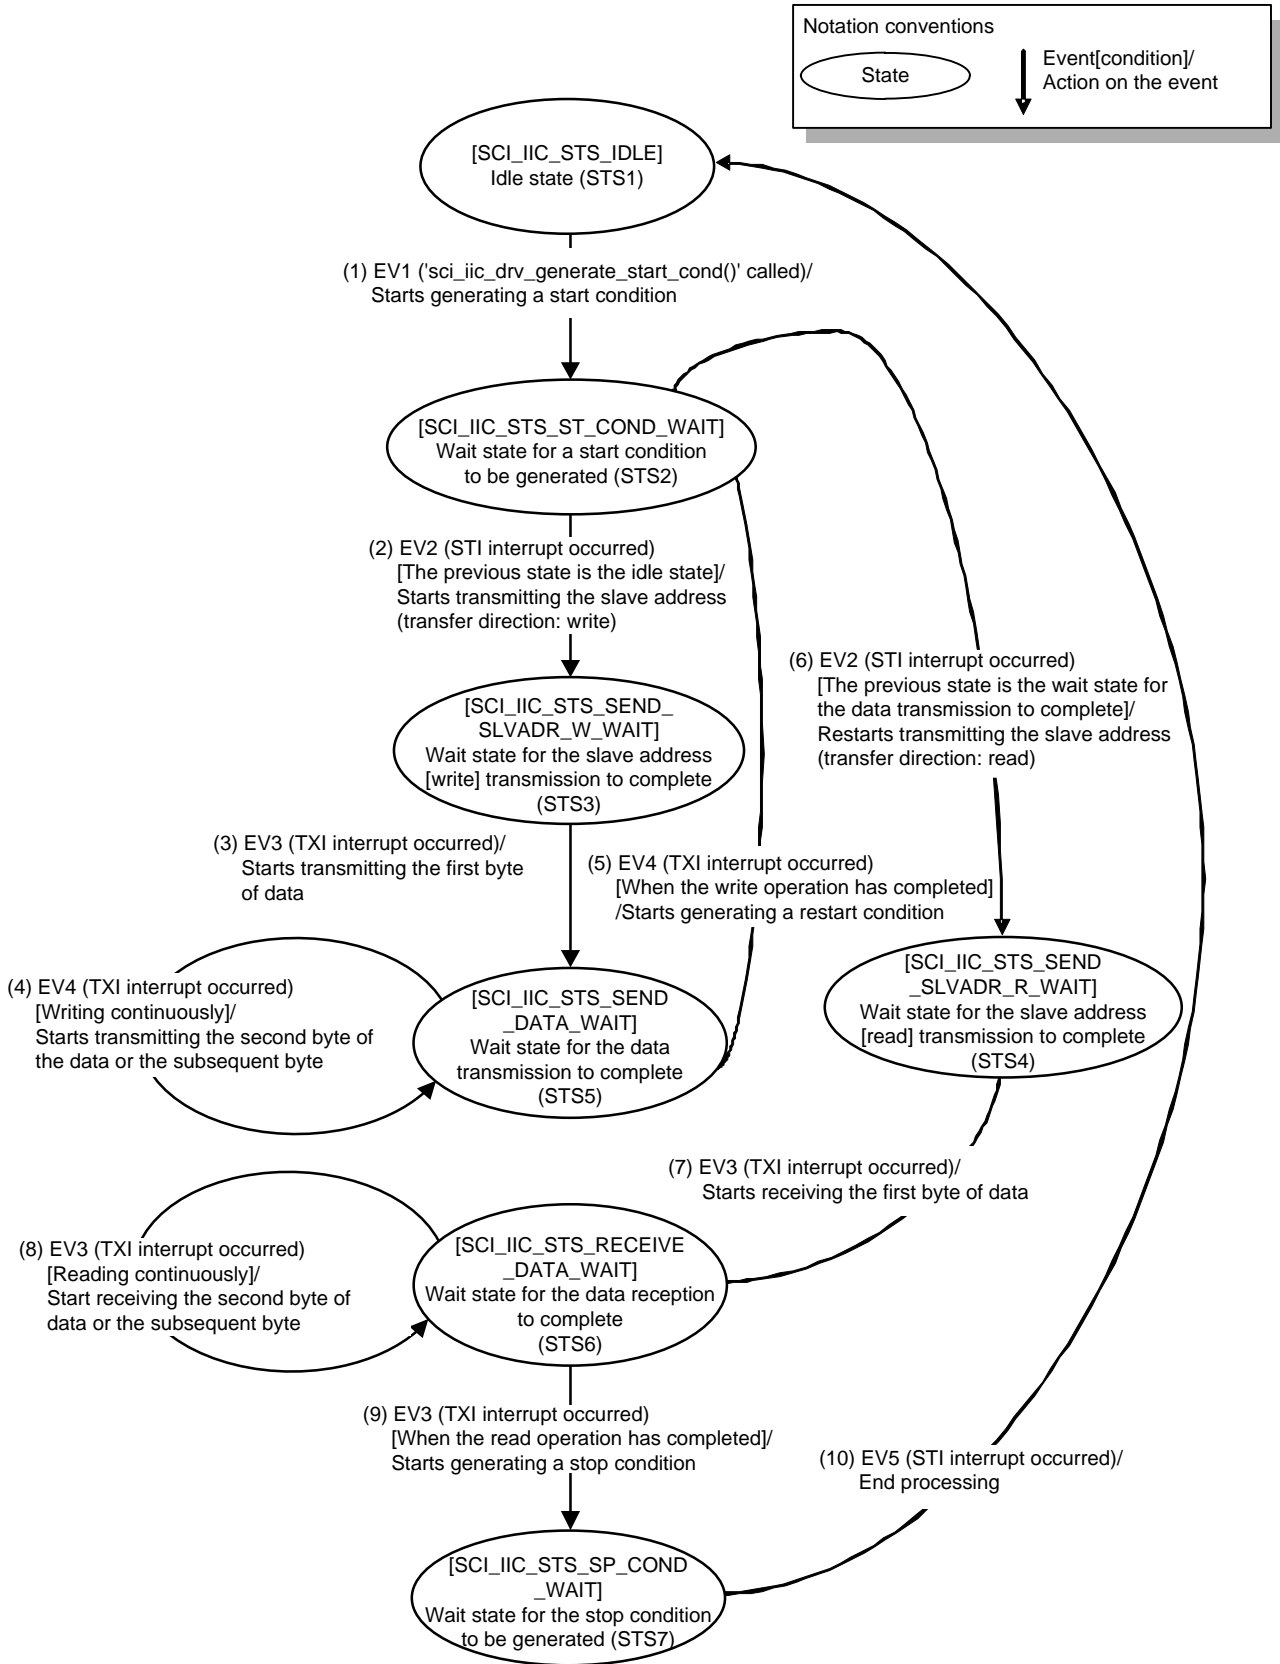 Notation conventions
State
Event[condition]/
Action on the event
[SCI_IIC_STS_IDLE]
Idle state (STS1)
(1) EV1 ('sci_iic_drv_generate_start_cond()' called)/
Starts generating a start condition
[SCI_IIC_STS_ST_COND_WAIT]
Wait state for a start condition
to be generated (STS2)
(2) EV2 (STI interrupt occurred)
[The previous state is the idle state]/
Starts transmitting the slave address
(transfer direction: write)
(6) EV2 (STI interrupt occurred)
[The previous state is the wait state for
the data transmission to complete]/
Restarts transmitting the slave address
(transfer direction: read)
[SCI_IIC_STS_SEND_
SLVADR_W_WAIT]
Wait state for the slave address
[write] transmission to complete
(STS3)
(3) EV3 (TXI interrupt occurred)/
Starts transmitting the first byte
of data
(5) EV4 (TXI interrupt occurred)
[When the write operation has completed]
/Starts generating a restart condition
(4) EV4 (TXI interrupt occurred)
[Writing continuously]/
Starts transmitting the second byte of
the data or the subsequent byte
[SCI_IIC_STS_SEND
_DATA_WAIT]
Wait state for the data
transmission to complete
(STS5)
[SCI_IIC_STS_SEND
_SLVADR_R_WAIT]
Wait state for the slave address
[read] transmission to complete
(STS4)
(7) EV3 (TXI interrupt occurred)/
Starts receiving the first byte of data
(8) EV3 (TXI interrupt occurred)
[Reading continuously]/
Start receiving the second byte of
data or the subsequent byte
[SCI_IIC_STS_RECEIVE
_DATA_WAIT]
Wait state for the data reception
to complete
(STS6)
(9) EV3 (TXI interrupt occurred)
[When the read operation has completed]/
Starts generating a stop condition
(10) EV5 (STI interrupt occurred)/
End processing
[SCI_IIC_STS_SP_COND
_WAIT]
Wait state for the stop condition
to be generated (STS7)